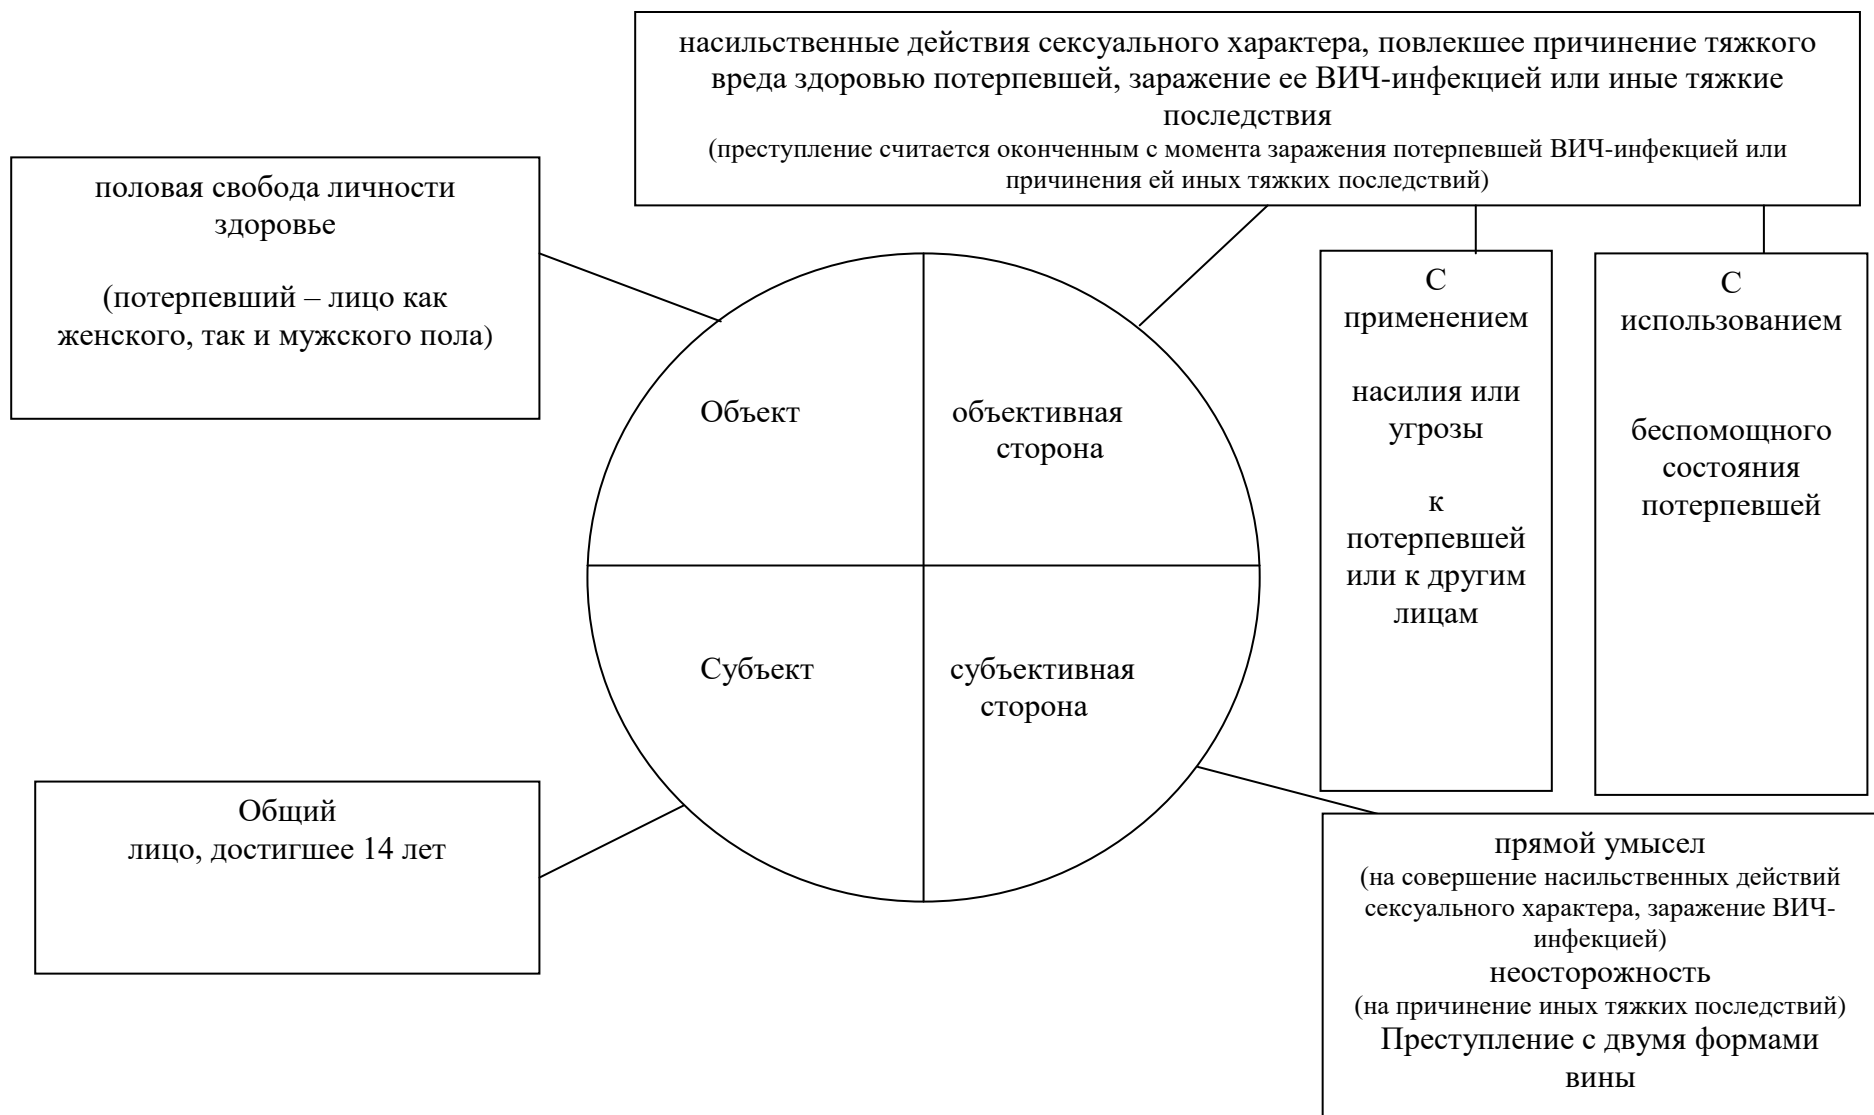 насильственные действия сексуального характера, повлекшее причинение тяжкого
вреда здоровью потерпевшей, заражение ее ВИЧ-инфекцией или иные тяжкие
последствия
(преступление считается оконченным с момента заражения потерпевшей ВИЧ-инфекцией или
причинения ей иных тяжких последствий)
половая свобода личности
здоровье
(потерпевший – лицо как
женского, так и мужского пола)
С
применением
насилия или
угрозы
к
потерпевшей
или к другим
лицам
С
использованием
беспомощного
состояния
потерпевшей
Объект
объективная
сторона
Субъект
субъективная
сторона
Общий
лицо, достигшее 14 лет
прямой умысел
(на совершение насильственных действий
сексуального характера, заражение ВИЧ-
инфекцией)
неосторожность
(на причинение иных тяжких последствий)
Преступление с двумя формами
вины